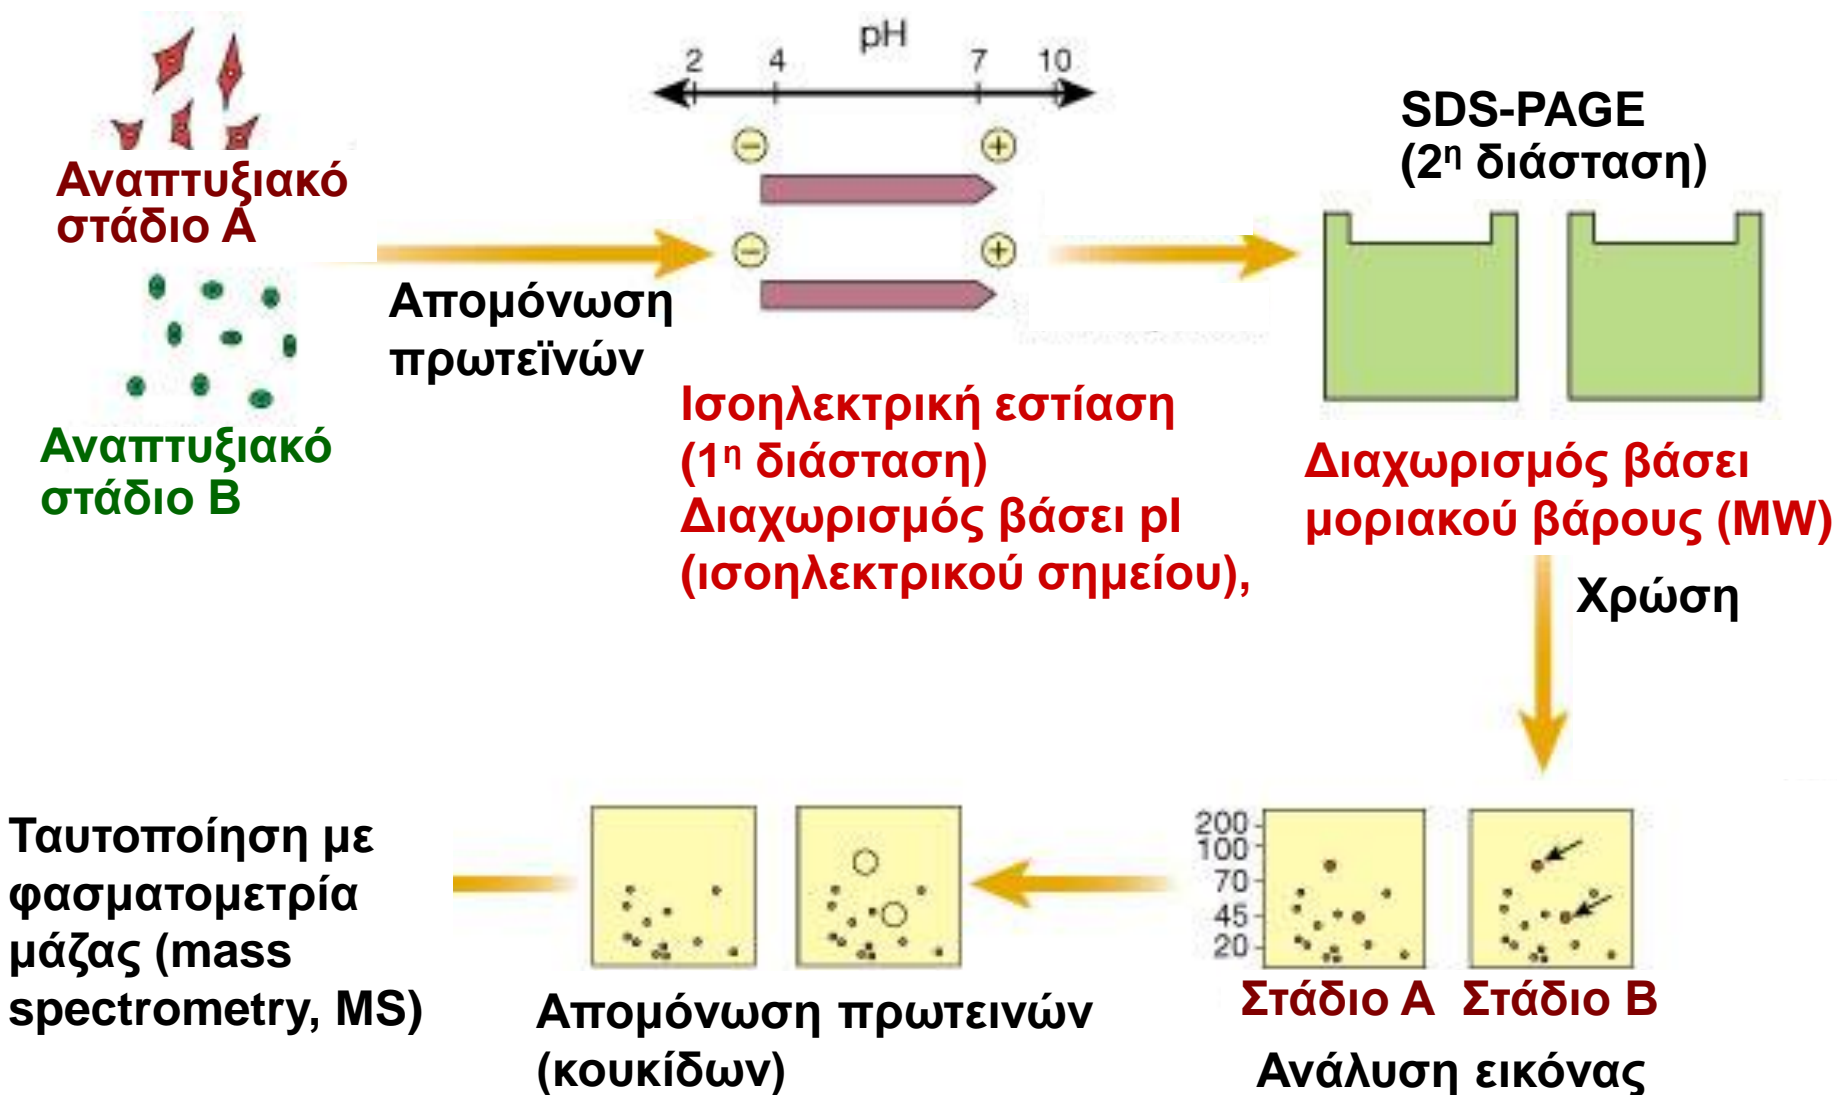 pH
2 4 7 10
Αναπτυξιακό
στάδιο Α
− +
− +
Απομόνωση
πρωτεϊνών
Αναπτυξιακό
στάδιο Β
Ισοηλεκτρική εστίαση
(1η διάσταση)
Διαχωρισμός βάσει pI
(ισοηλεκτρικού σημείου),
SDS-PAGE
(2η διάσταση)
Διαχωρισμός βάσει
μοριακού βάρους (MW)
Χρώση
200
100
70
45
20
Στάδιο Α Στάδιο Β
Ανάλυση εικόνας
Απομόνωση πρωτεινών
(κουκίδων)
Ταυτοποίηση με
φασματομετρία
μάζας (mass
spectrometry, MS)